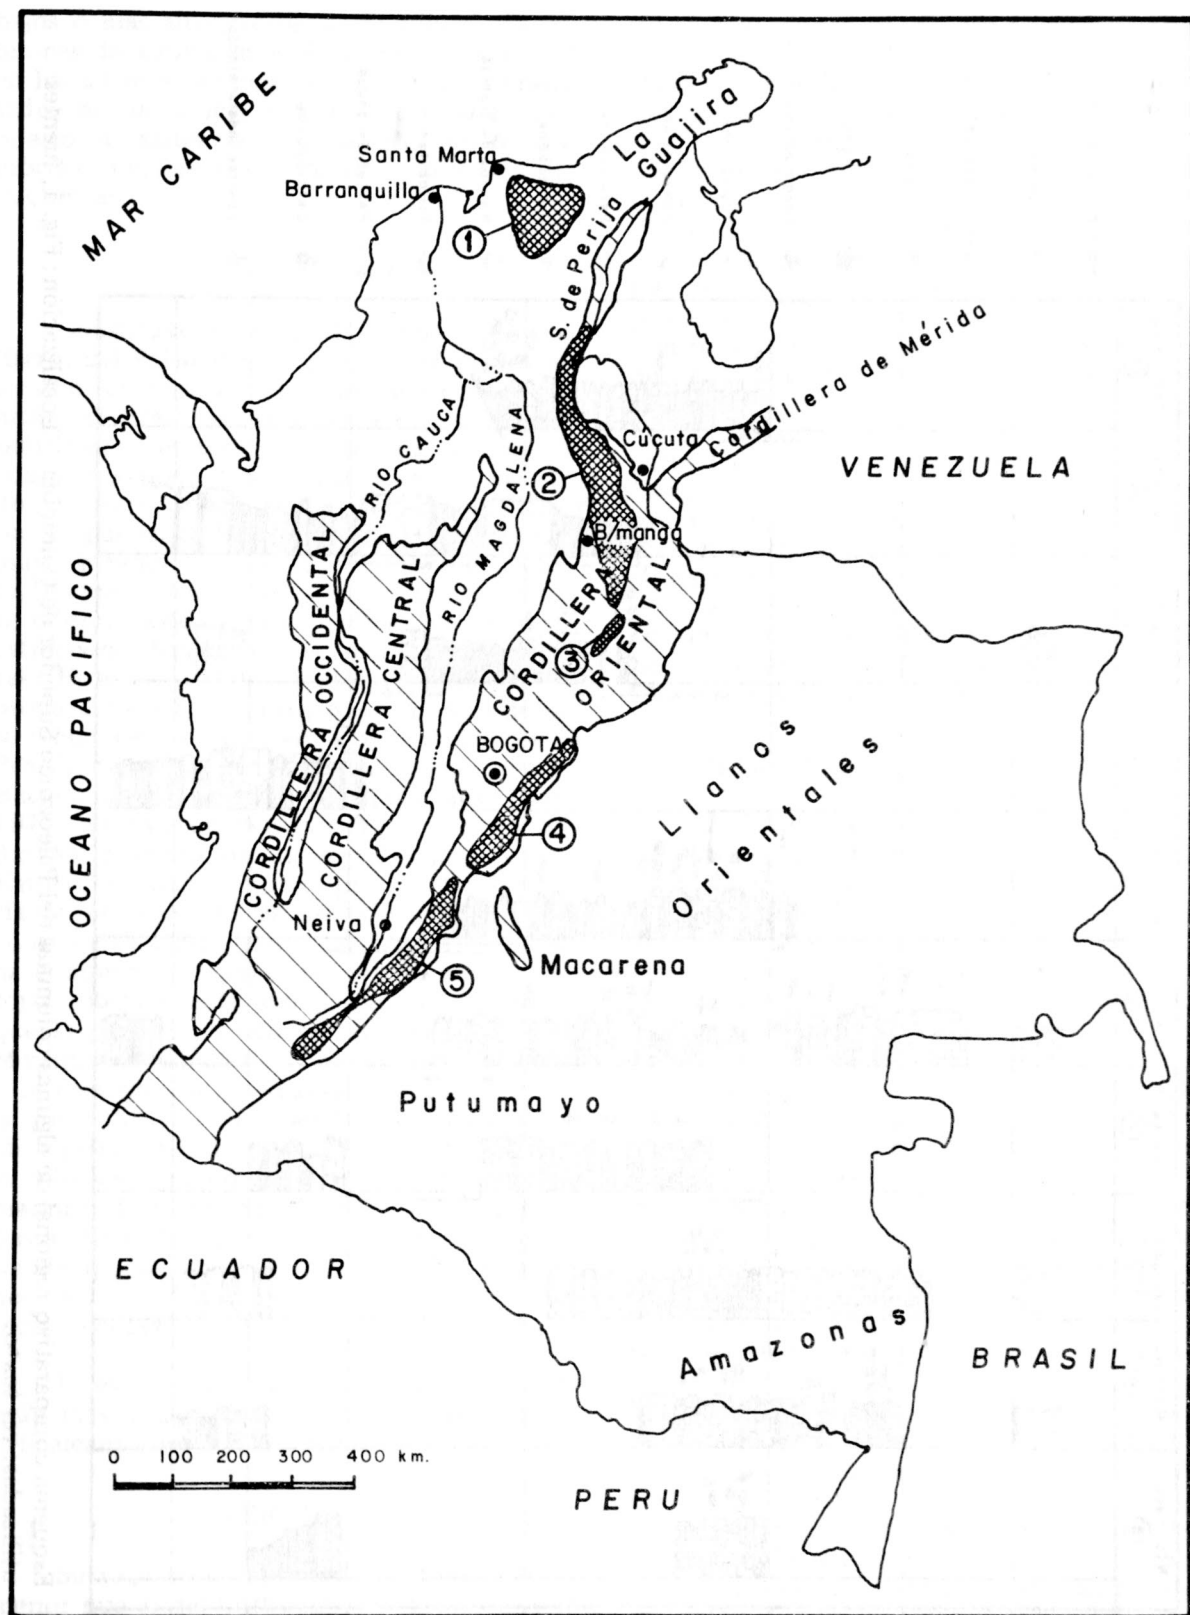 MAR CARIBE
La
Guajira
Santa Marta
Barranquilla
1
S. de Perija
Cordillera de Mérida
RIO CAUCA
RIO MAGDALENA
Cúcuta
VENEZUELA
2
B/manga
OCEANO PACIFICO
CORDILLERA OCCIDENTAL
CORDILLERA CENTRAL
CORDILLERA
ORIENTAL
3
BOGOTA
Llanos
Orientales
4
Neiva
Macarena
5
Putumayo
ECUADOR
Amazonas
BRASIL
0 100 200 300 400 km.
PERU